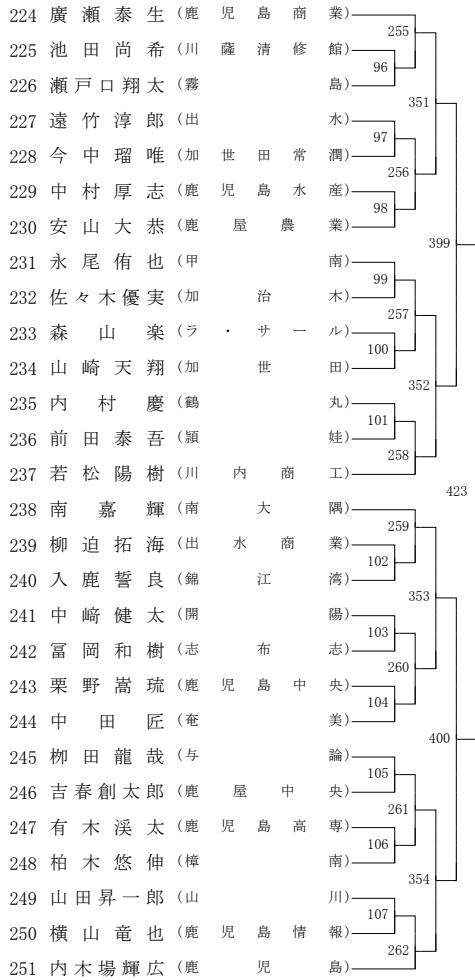 224 廣瀬泰生 (鹿児島商業)
255
225 池田尚希 (川薩清修館)
96
226 瀬戸口翔太 (霧島)
351
227 遠竹淳郎 (出水)
97
228 今中瑠唯 (加世田常潤)
256
229 中村厚志 (鹿児島水産)
98
230 安山大恭 (鹿屋農業)
399
231 永尾侑也 (甲南)
99
232 佐々木優実 (加治木)
257
233 森山楽 (ラ・サール)
100
234 山崎天翔 (加世田)
352
235 内村慶 (鶴丸)
101
236 前田泰吾 (頴娃)
258
237 若松陽樹 (川内商工)
423
238 南嘉輝 (南大隅)
259
239 柳迫拓海 (出水商業)
102
240 入鹿誓良 (錦江湾)
353
241 中﨑健太 (開陽)
103
242 冨岡和樹 (志布志)
260
243 栗野嵩琉 (鹿児島中央)
104
244 中田匠 (奄美)
400
245 栁田龍哉 (与論)
105
246 吉春創太郎 (鹿屋中央)
261
247 有木渓太 (鹿児島高専)
106
248 柏木悠伸 (樟南)
354
249 山田昇一郎 (山川)
107
250 横山竜也 (鹿児島情報)
262
251 内木場輝広 (鹿児島)